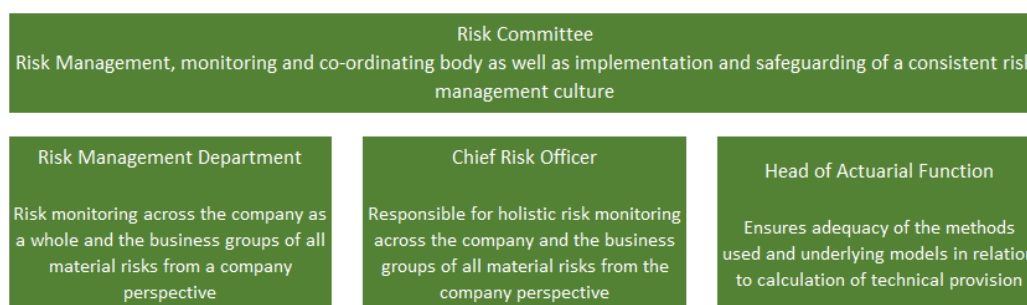 Risk Committee
Risk Management, monitoring and co-ordinating body as well as implementation and safeguarding of a consistent risk
management culture
Risk Management Department
Risk monitoring across the company as
a whole and the business groups of all
material risks from a company
perspective
Chief Risk Officer
Responsible for holistic risk monitoring
across the company and the business
groups of all material risks from the
company perspective
Head of Actuarial Function
Ensures adequacy of the methods
used and underlying models in relation
to calculation of technical provision